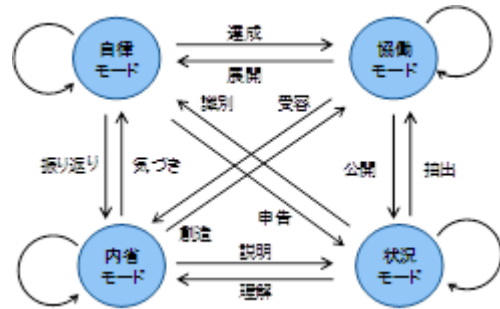 達成
自律
モード
協働
モード
展開
識別
受容
振り返り
気づき
公開
抽出
創造
申告
内省
モード
説明
状況
モード
理解